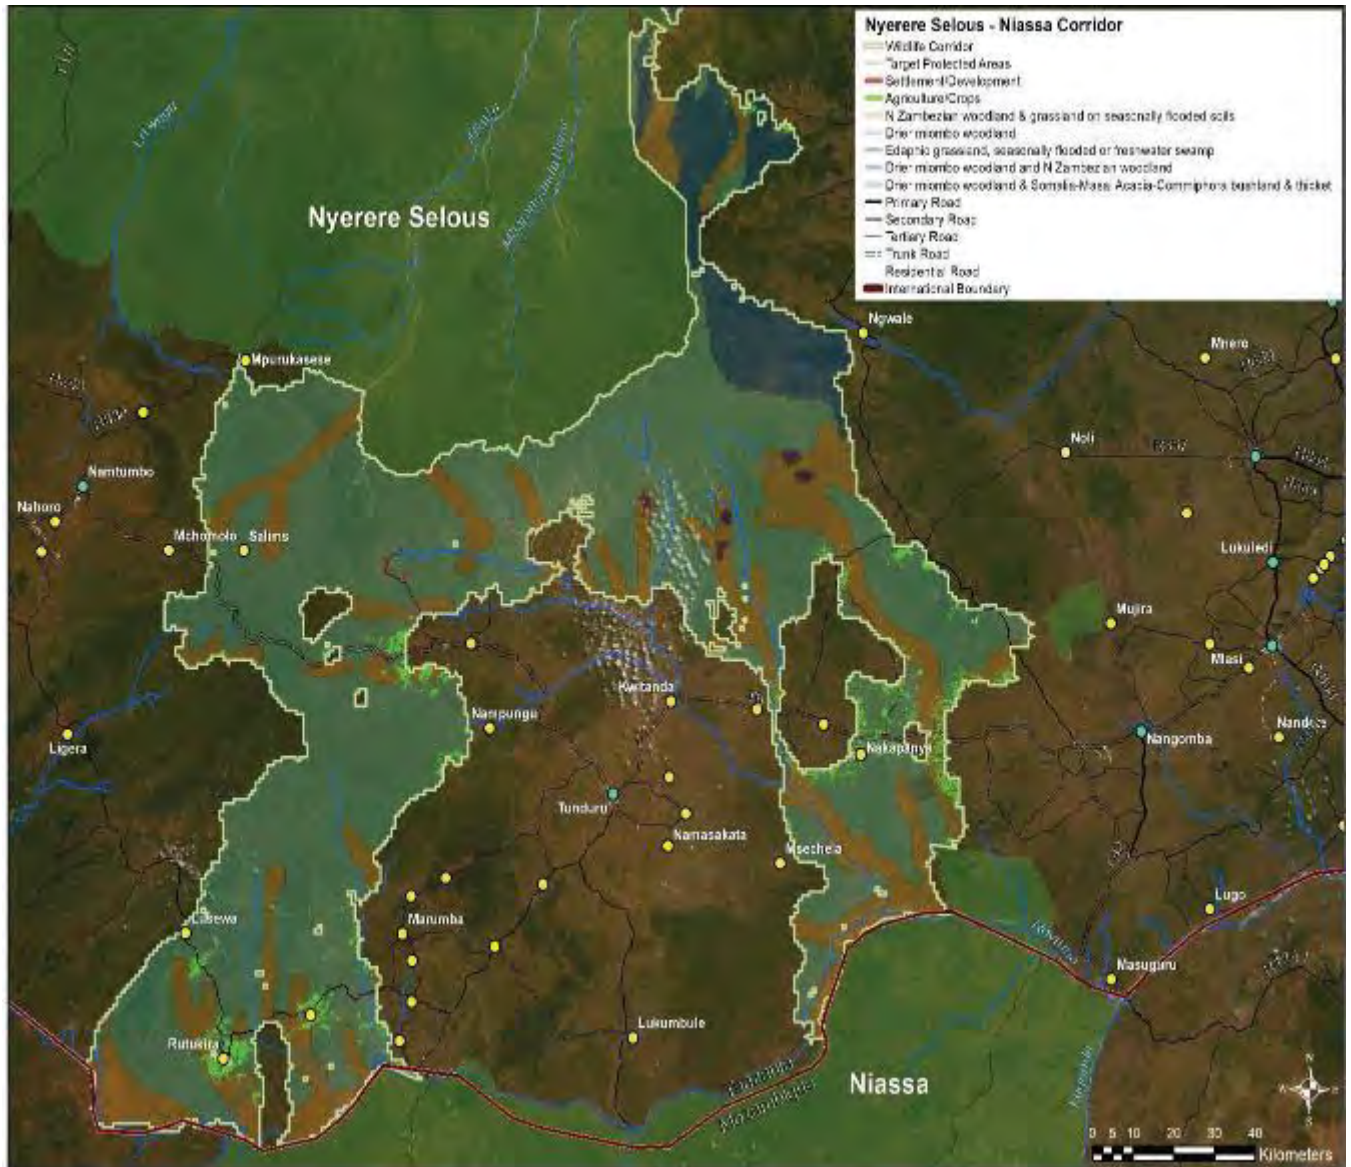 Nyerere Selous - Niassa Corridor
Wildlife Corridor
Target Protected Areas
Settlement/Development
Agriculture/Crops
N Zambezian woodland & grassland on seasonally flooded soils
Drier miombo woodland
Edaphic grassland, seasonally flooded or freshwater swamp
Drier miombo woodland and N Zambezian woodland
Drier miombo woodland & Somalia-Masai Acacia-Commiphora bushland & thicket
Primary Road
Secondary Road
Tertiary Road
Trunk Road
Residential Road
International Boundary
Nyerere Selous
Ngwale
Mnero
Mpurukasese
Noli
Namtumbo
Nahoro
Mchomolo
Salims
Lukuledi
Mujira
Mlasi
Kwitanda
Nampungu
Ligera
Nakapanya
Nangomba
Tunduru
Namasakata
Msechela
Lusewa
Marumba
Lugo
Masuguru
Rutukira
Lukumbule
Tanzania
Mozambique
Niassa
N
W
E
S
0 5 10 20 30 40
Kilometers